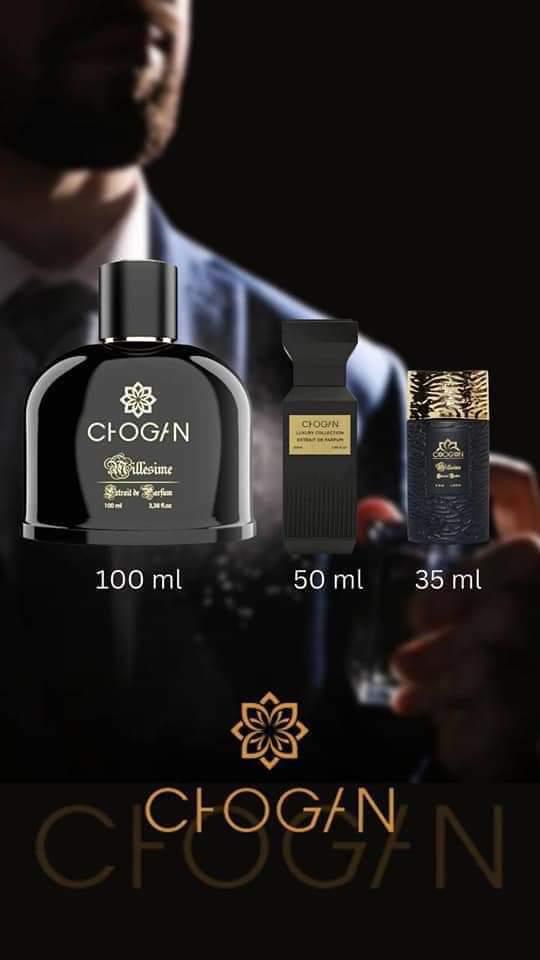 CHOGAN
Millesime
Extrait de Parfum
100 ml 3,38 fl.oz
CHOGAN
LUXURY COLLECTION
EXTRAIT DE PARFUM
CHOGAN
Millesime
100 ml
50 ml
35 ml
CHOGAN
CHOGAN